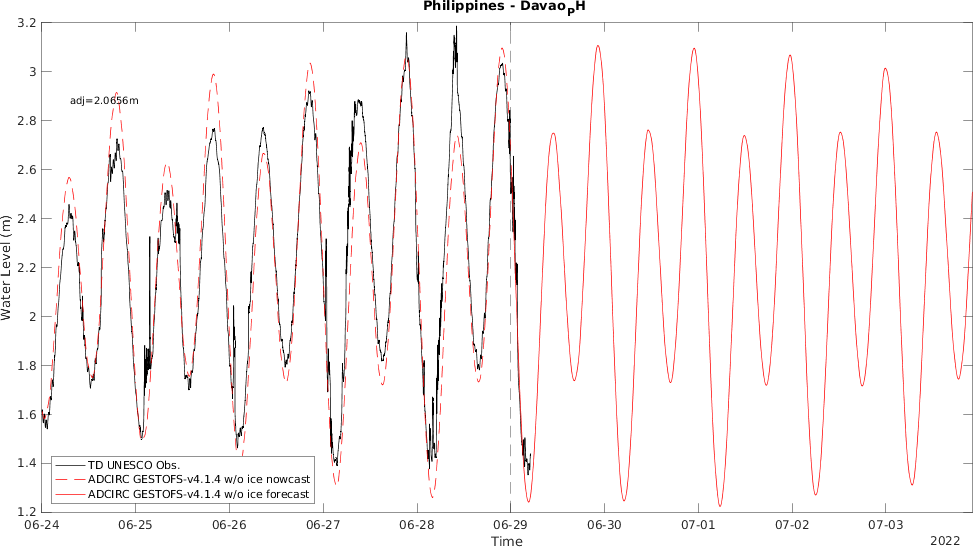 Philippines - Davao_pH
adj=2.0656m
Water Level (m)
3.2
3
2.8
2.6
2.4
2.2
2
1.8
1.6
1.4
1.2
TD UNESCO Obs.
ADCIRC GESTOFS-v4.1.4 w/o ice nowcast
ADCIRC GESTOFS-v4.1.4 w/o ice forecast
06-24 06-25 06-26 06-27 06-28 06-29 06-30 07-01 07-02 07-03
Time
2022